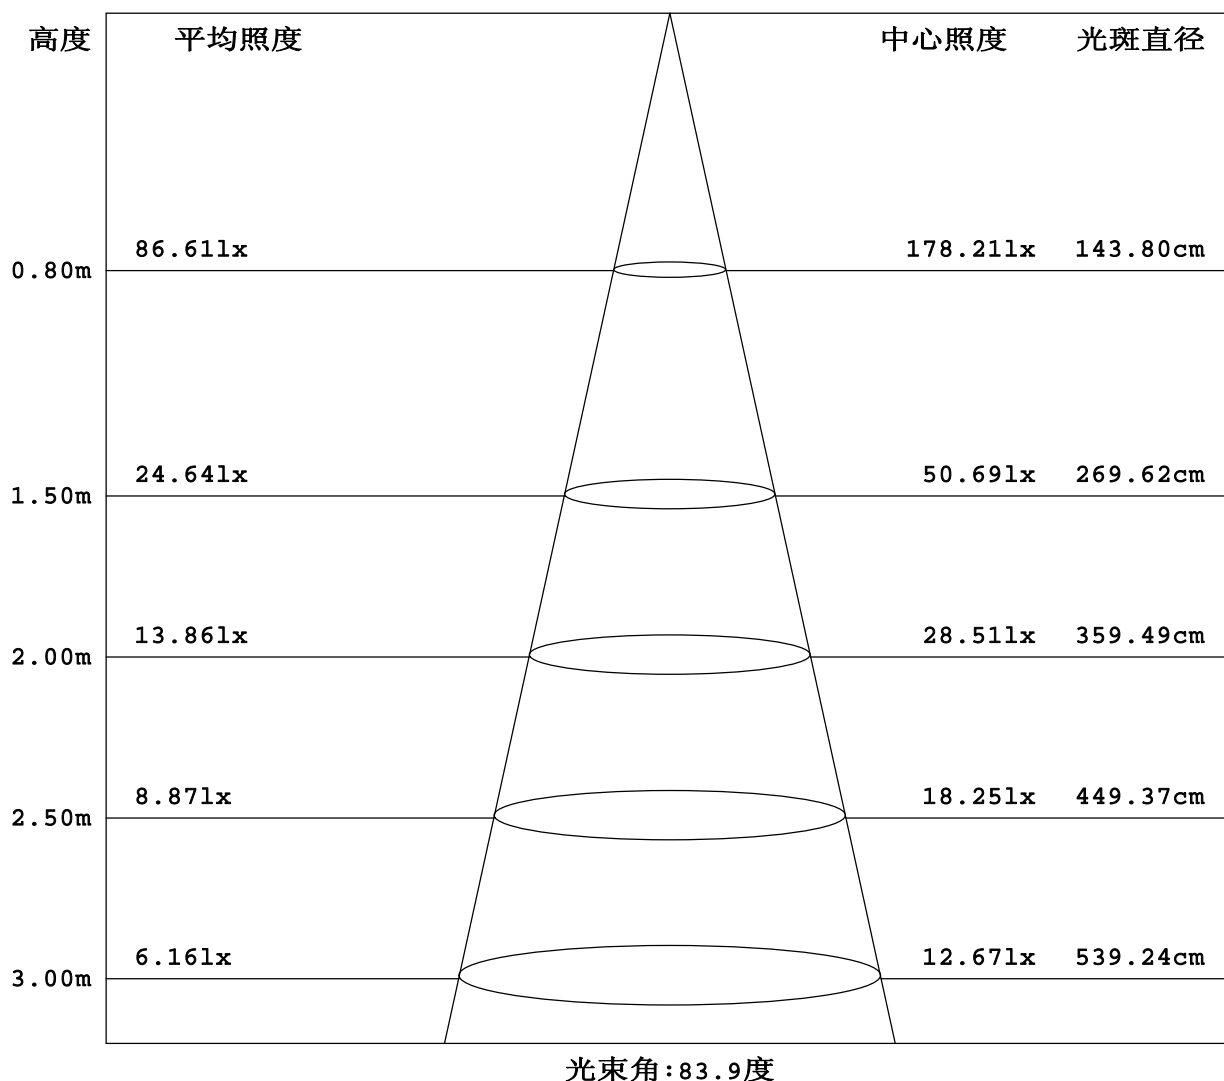 高度 平均照度 中心照度 光斑直径
86.61lx 178.21lx 143.80cm
0.80m
24.64lx 50.69lx 269.62cm
1.50m
13.86lx 28.51lx 359.49cm
2.00m
8.87lx 18.25lx 449.37cm
2.50m
6.16lx 12.67lx 539.24cm
3.00m
光束角:83.9度